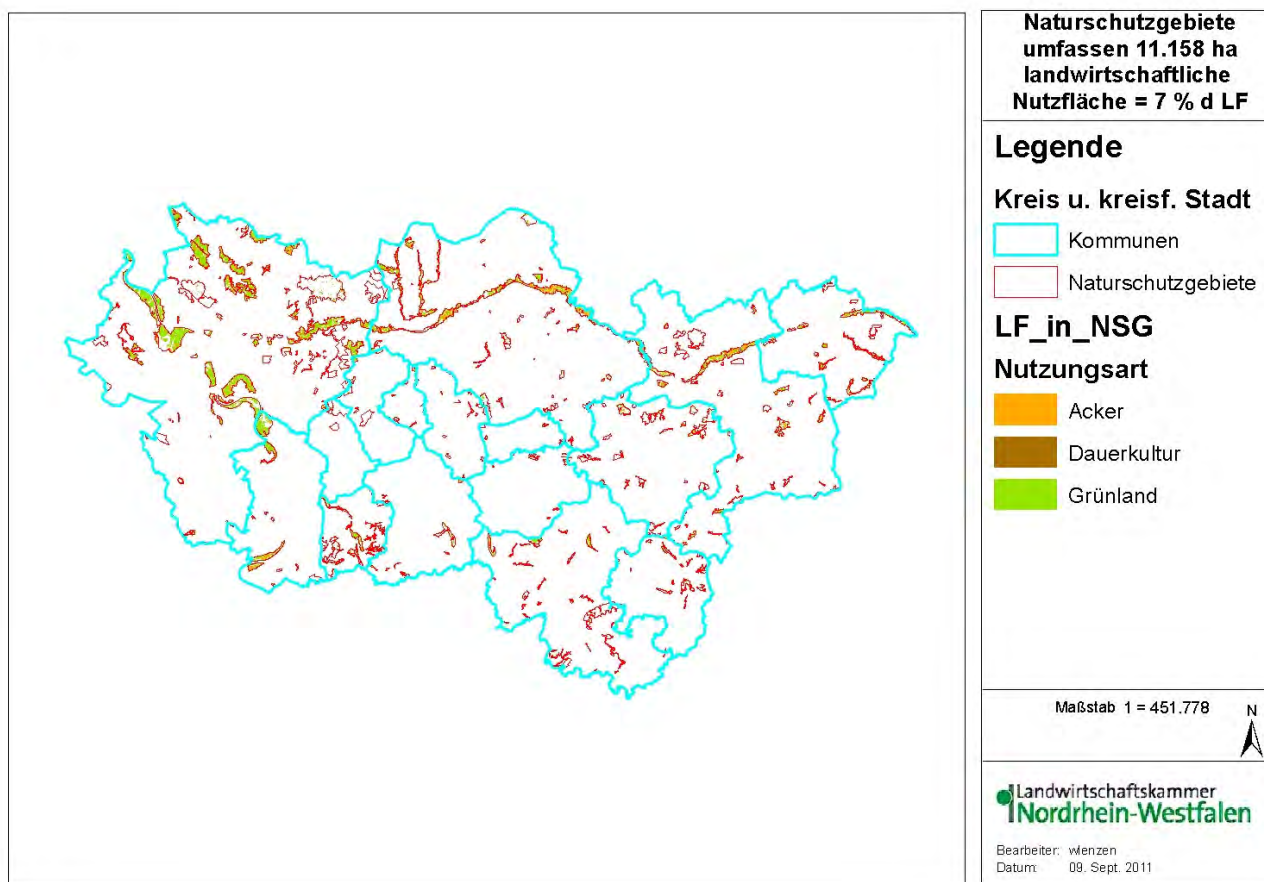 Naturschutzgebiete
umfassen 11.158 ha
landwirtschaftliche
Nutzfläche = 7 % d LF
Legende
Kreis u. kreisf. Stadt
Kommunen
Naturschutzgebiete
LF_in_NSG
Nutzungsart
Acker
Dauerkultur
Grünland
Maßstab 1 = 451.778
N
Landwirtschaftskammer
Nordrhein-Westfalen
Bearbeiter: wlenzen
Datum: 09. Sept. 2011